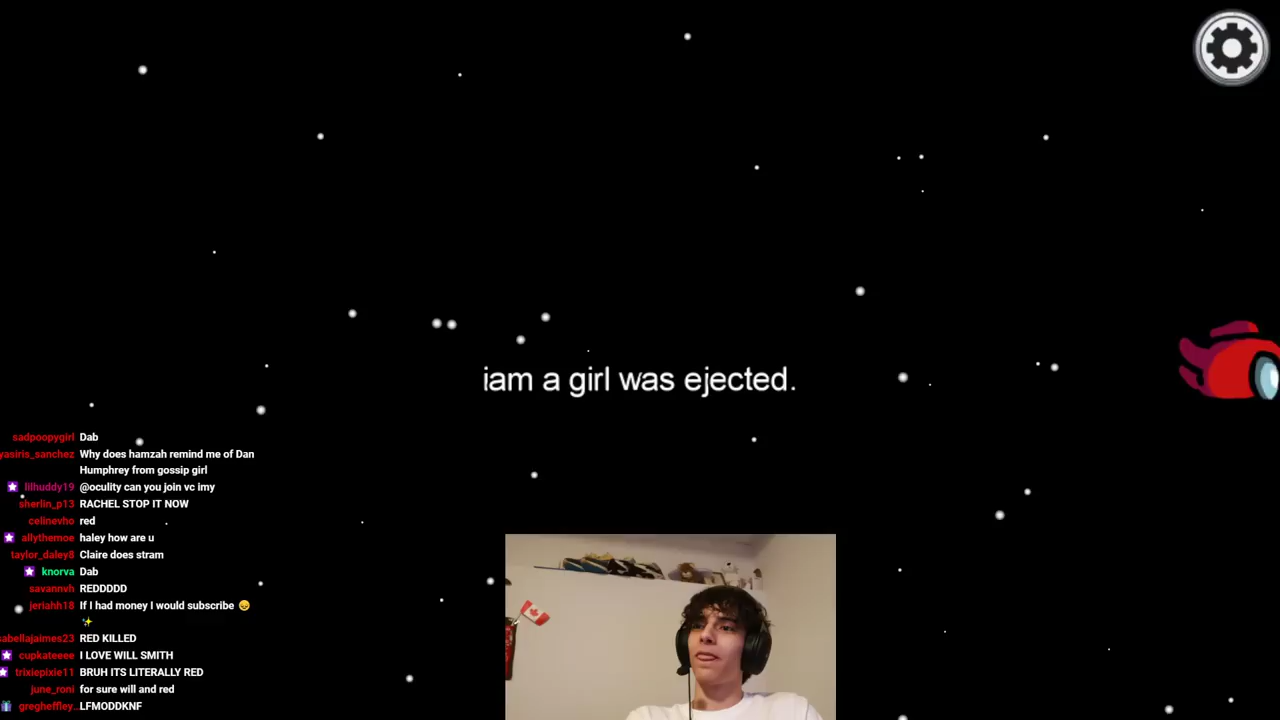 iam a girl was ejected.
sadpoopygirl Dab
yasiris_sanchez Why does hamzah remind me of Dan
Humphrey from gossip girl
lilhuddy19 @oculity can you join vc imy
sherlin_p13 RACHEL STOP IT NOW
celinevho red
allythemoe haley how are u
taylor_daley8 Claire does stram
knorva Dab
savannvh REDDDDD
jeriahh18 If I had money I would subscribe 😔
✨
sabellajaimes23 RED KILLED
cupkateeee I LOVE WILL SMITH
trixiepixie11 BRUH ITS LITERALLY RED
june_roni for sure will and red
gregheffley... LFMODDKNF